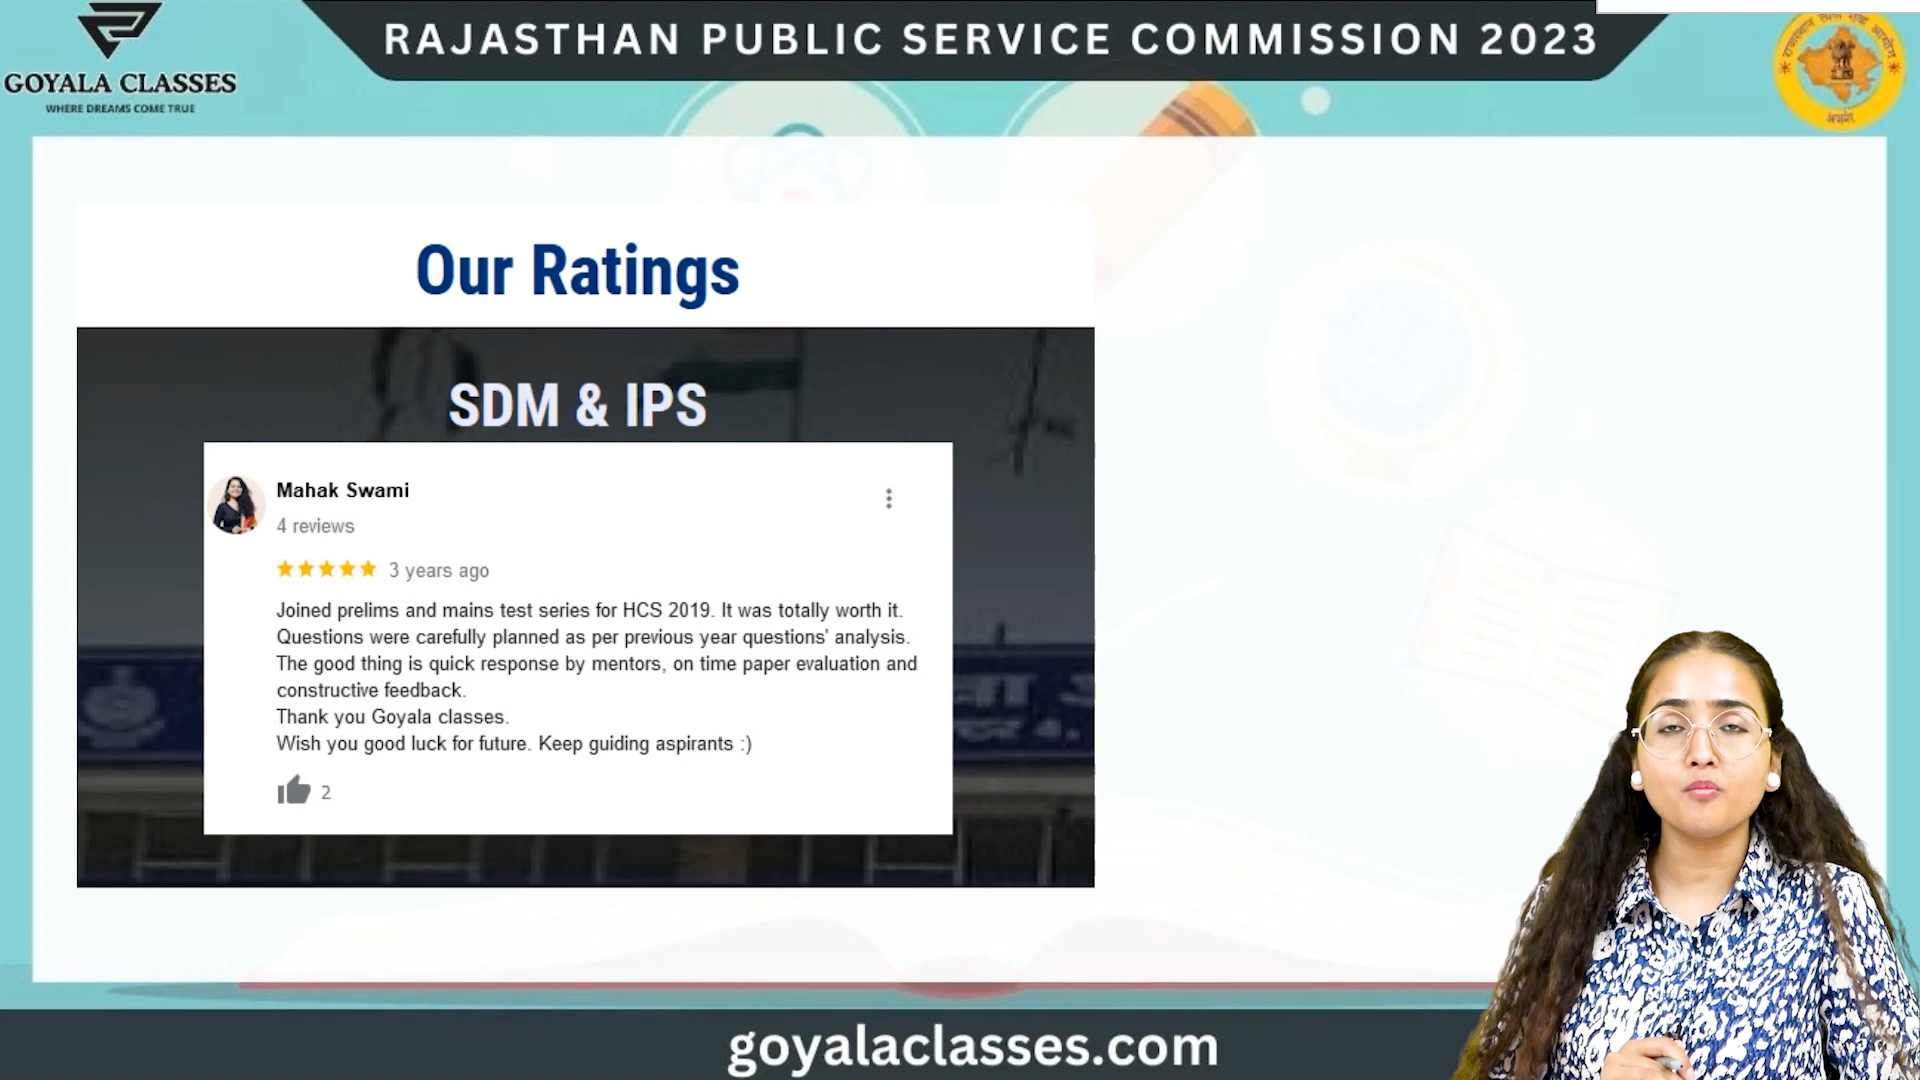 GOYALA CLASSES
WHERE DREAMS COME TRUE
RAJASTHAN PUBLIC SERVICE COMMISSION 2023
राजस्थान लोक सेवा आयोग
अजमेर
Our Ratings
SDM & IPS
Mahak Swami
4 reviews
3 years ago
Joined prelims and mains test series for HCS 2019. It was totally worth it.
Questions were carefully planned as per previous year questions' analysis.
The good thing is quick response by mentors, on time paper evaluation and
constructive feedback.
Thank you Goyala classes.
Wish you good luck for future. Keep guiding aspirants :)
2
goyalaclasses.com